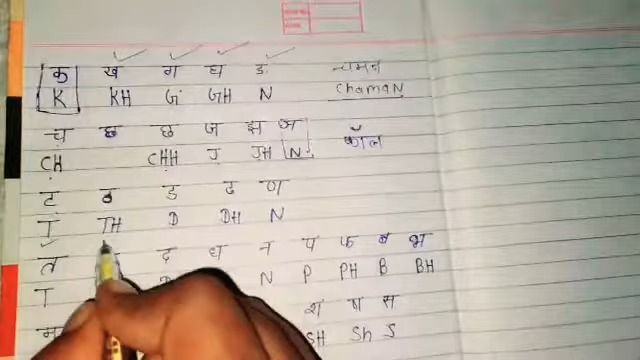 क ख ग घ ङ चमन
K KH G GH N ChamaN
च छ छ ज झ ञ कॉल
CH CHH J JH N
ट ठ ड ढ ण
T TH D DH N
त द ध न प फ ब भ
T N P PH B BH
म श ष स
SH Sh S